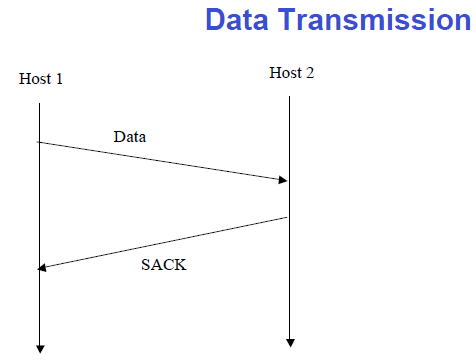 Data Transmission
Host 1
Host 2
Data
SACK